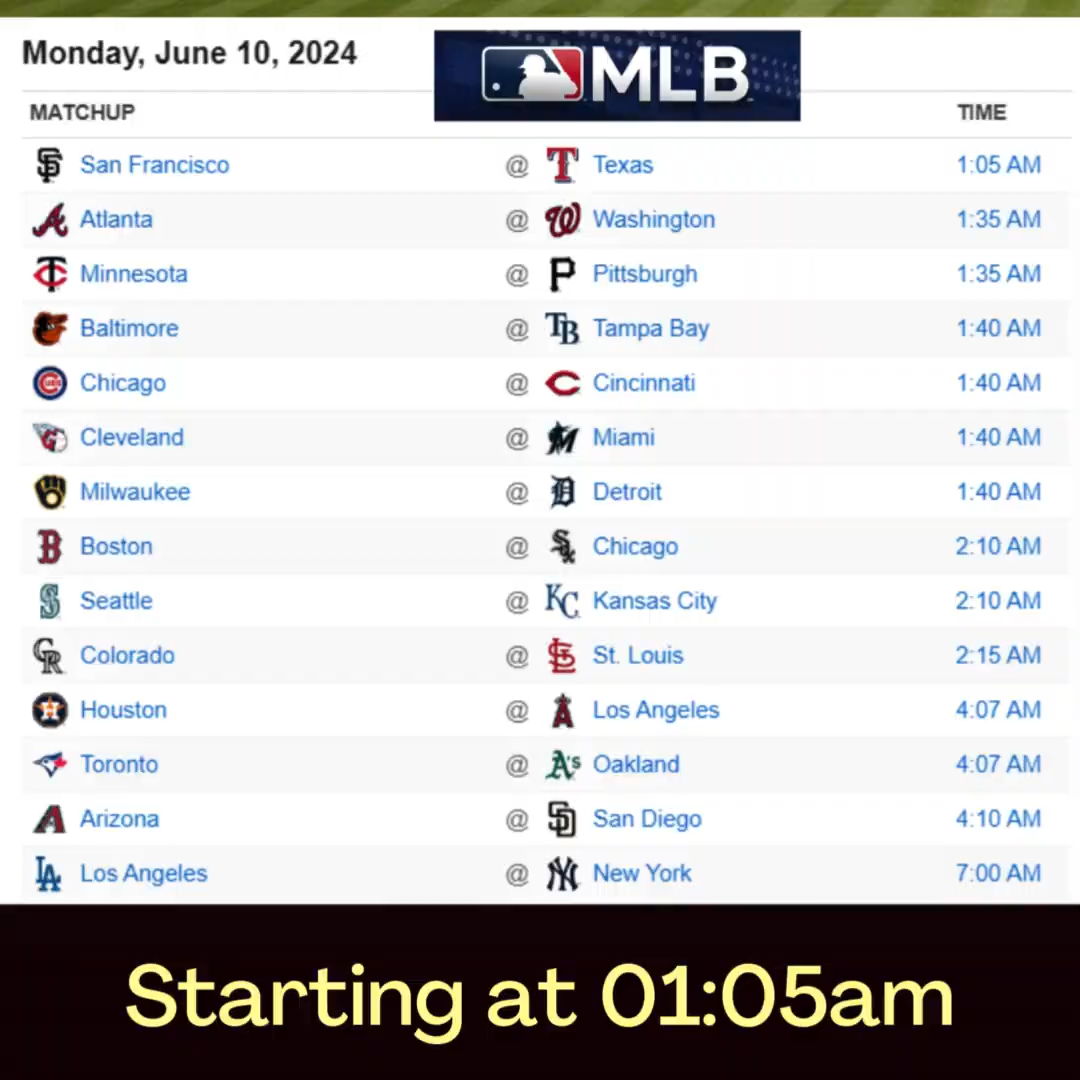 Monday, June 10, 2024
MLB
MATCHUP TIME
San Francisco @ Texas 1:05 AM
Atlanta @ Washington 1:35 AM
Minnesota @ Pittsburgh 1:35 AM
Baltimore @ Tampa Bay 1:40 AM
Chicago @ Cincinnati 1:40 AM
Cleveland @ Miami 1:40 AM
Milwaukee @ Detroit 1:40 AM
Boston @ Chicago 2:10 AM
Seattle @ Kansas City 2:10 AM
Colorado @ St. Louis 2:15 AM
Houston @ Los Angeles 4:07 AM
Toronto @ Oakland 4:07 AM
Arizona @ San Diego 4:10 AM
Los Angeles @ New York 7:00 AM
Starting at 01:05am